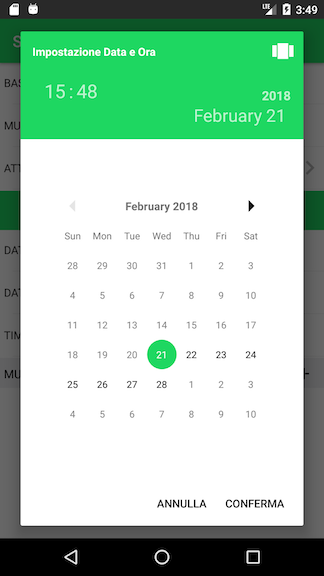 LTE 3:49
S
Impostazione Data e Ora
15:48
2018
February 21
BAS
MU
ATT
DAT
DAT
TIM
MU
February 2018
Sun Mon Tue Wed Thu Fri Sat
28 29 30 31 1 2 3
4 5 6 7 8 9 10
11 12 13 14 15 16 17
18 19 20 21 22 23 24
25 26 27 28 1 2 3
4 5 6 7 8 9 10
ANNULLA CONFERMA